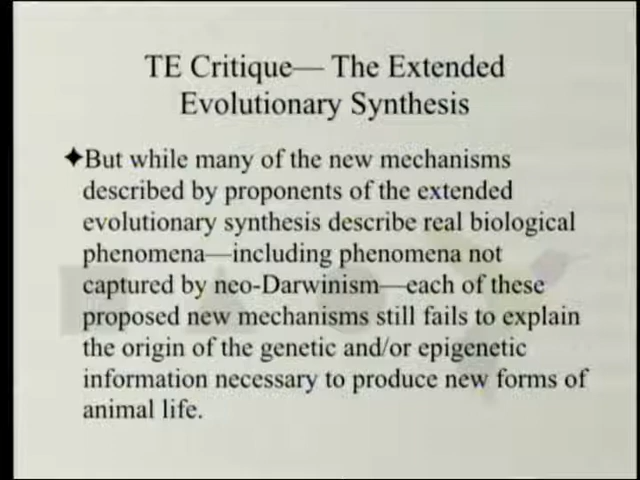 TE Critique— The Extended
Evolutionary Synthesis
✦But while many of the new mechanisms
described by proponents of the extended
evolutionary synthesis describe real biological
phenomena—including phenomena not
captured by neo-Darwinism—each of these
proposed new mechanisms still fails to explain
the origin of the genetic and/or epigenetic
information necessary to produce new forms of
animal life.